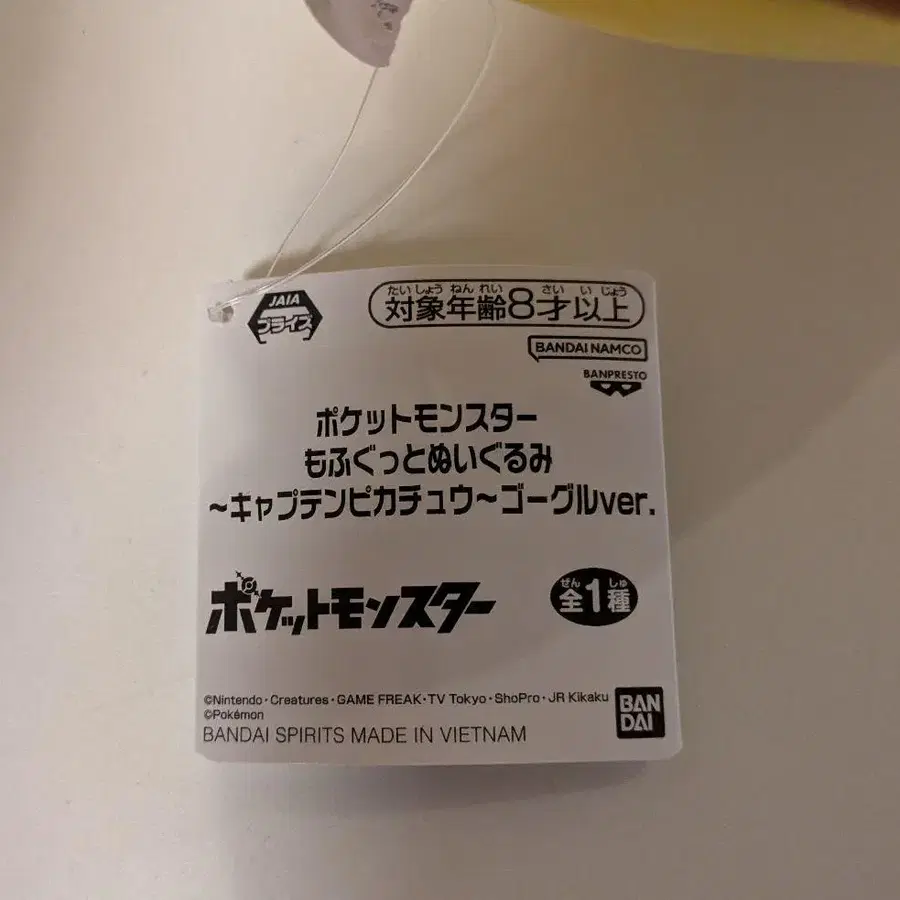 JAIA
プライズ
たいしょう ねん れい さい い じょう
対象年齢8才以上
BANDAI NAMCO
BANPRESTO
ポケットモンスター
もふぐっとぬいぐるみ
～キャプテンピカチュウ～ゴーグルver.
ポケットモンスター
ぜん しゅ
全1種
©Nintendo・Creatures・GAME FREAK・TV Tokyo・ShoPro・JR Kikaku
©Pokémon
BANDAI SPIRITS MADE IN VIETNAM
BAN
DAI